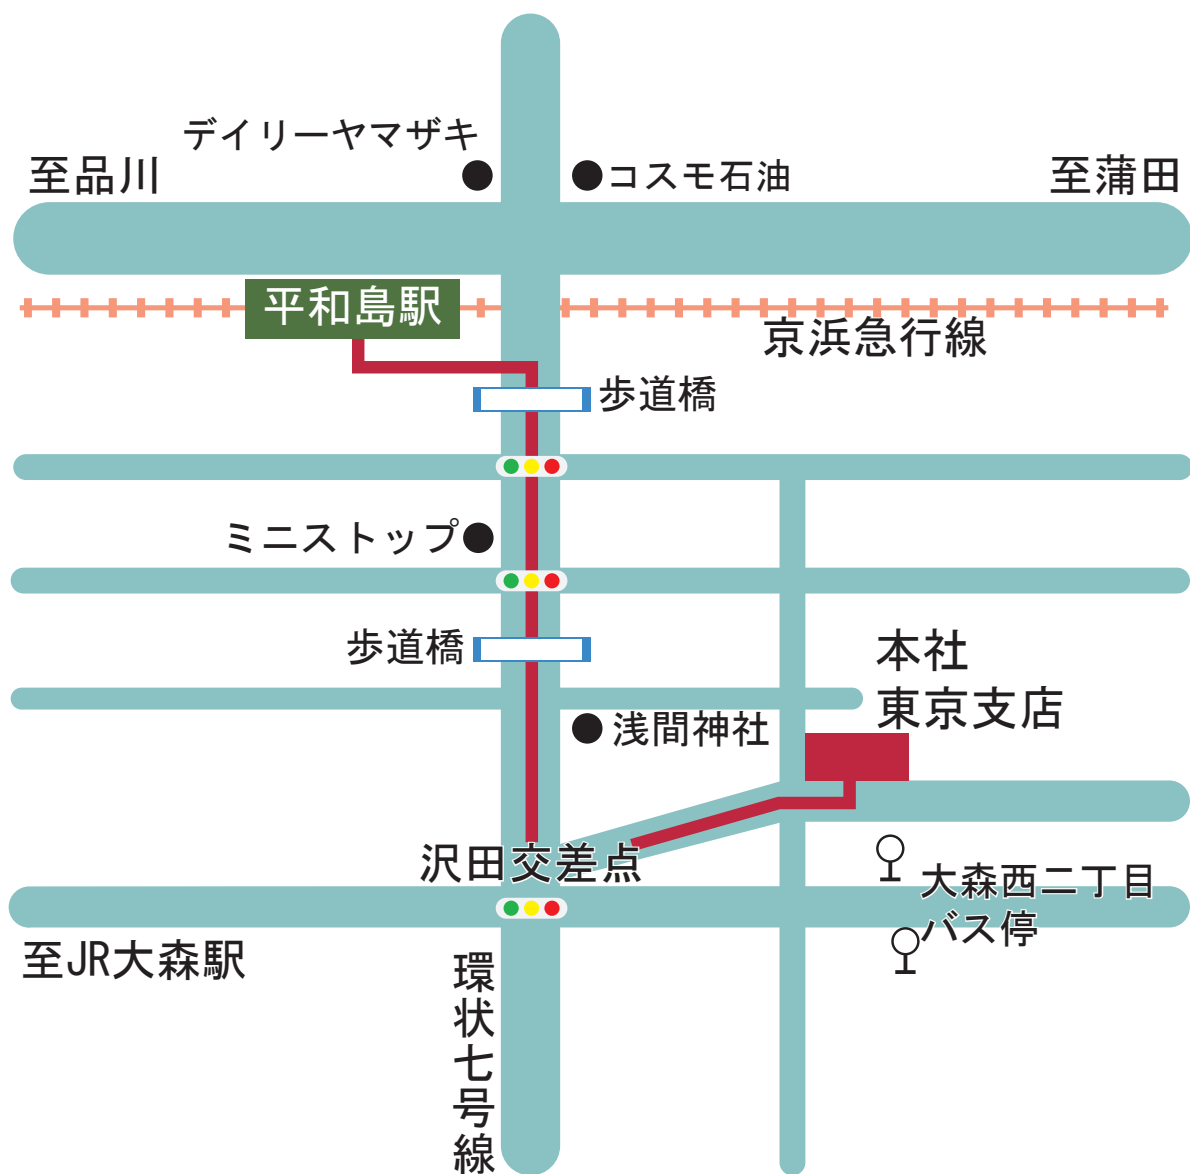 デイリーヤマザキ
至品川
コスモ石油
至蒲田
平和島駅
京浜急行線
歩道橋
ミニストップ
歩道橋
本社
東京支店
浅間神社
沢田交差点
大森西二丁目
バス停
至JR大森駅
環状七号線